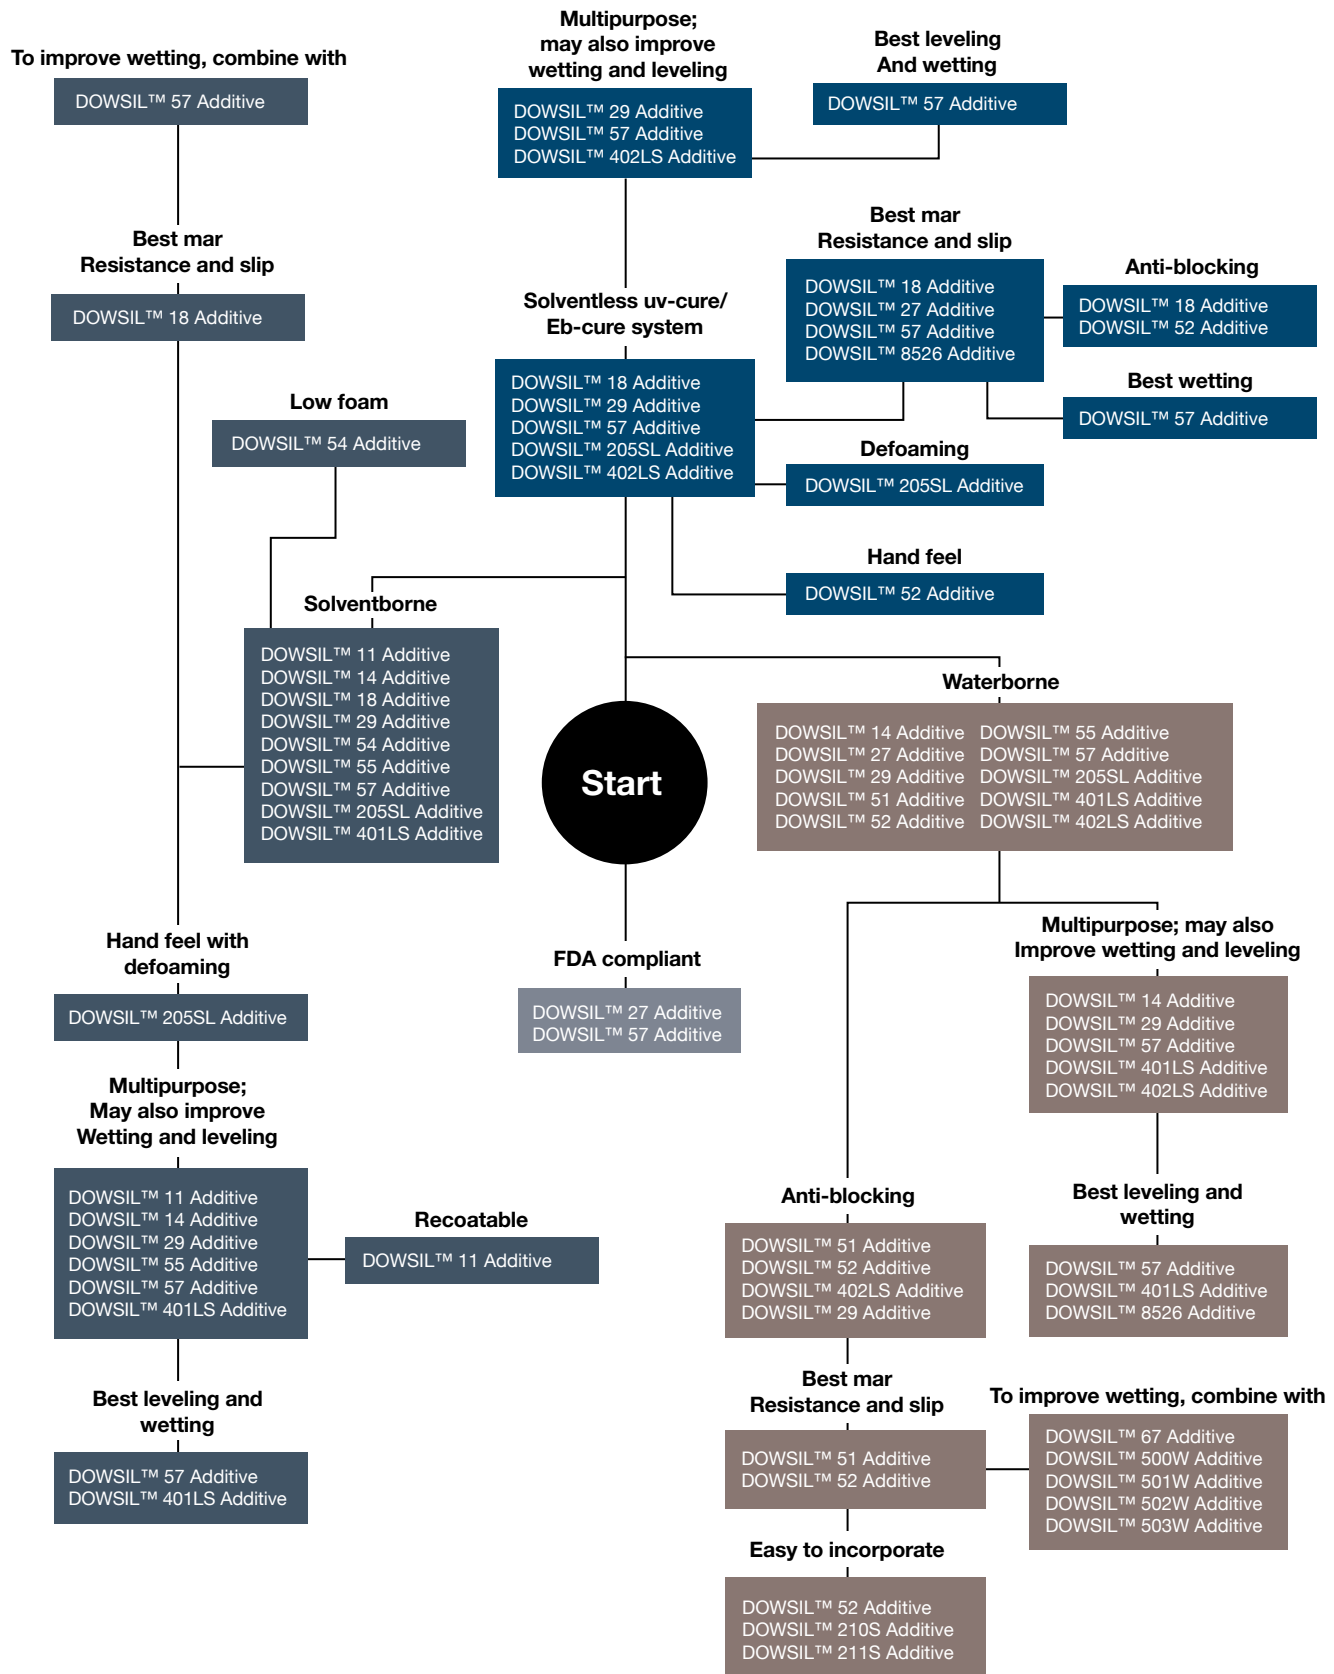 To improve wetting, combine with
DOWSIL™ 57 Additive
Best mar
Resistance and slip
DOWSIL™ 18 Additive
Low foam
DOWSIL™ 54 Additive
Solventborne
DOWSIL™ 11 Additive
DOWSIL™ 14 Additive
DOWSIL™ 18 Additive
DOWSIL™ 29 Additive
DOWSIL™ 54 Additive
DOWSIL™ 55 Additive
DOWSIL™ 57 Additive
DOWSIL™ 205SL Additive
DOWSIL™ 401LS Additive
Hand feel with
defoaming
DOWSIL™ 205SL Additive
Multipurpose;
May also improve
Wetting and leveling
DOWSIL™ 11 Additive
DOWSIL™ 14 Additive
DOWSIL™ 29 Additive
DOWSIL™ 55 Additive
DOWSIL™ 57 Additive
DOWSIL™ 401LS Additive
Recoatable
DOWSIL™ 11 Additive
Best leveling and
wetting
DOWSIL™ 57 Additive
DOWSIL™ 401LS Additive
Multipurpose;
may also improve
wetting and leveling
DOWSIL™ 29 Additive
DOWSIL™ 57 Additive
DOWSIL™ 402LS Additive
Best leveling
And wetting
DOWSIL™ 57 Additive
Solventless uv-cure/
Eb-cure system
DOWSIL™ 18 Additive
DOWSIL™ 29 Additive
DOWSIL™ 57 Additive
DOWSIL™ 205SL Additive
DOWSIL™ 402LS Additive
Best mar
Resistance and slip
DOWSIL™ 18 Additive
DOWSIL™ 27 Additive
DOWSIL™ 57 Additive
DOWSIL™ 8526 Additive
Anti-blocking
DOWSIL™ 18 Additive
DOWSIL™ 52 Additive
Best wetting
DOWSIL™ 57 Additive
Defoaming
DOWSIL™ 205SL Additive
Hand feel
DOWSIL™ 52 Additive
Start
FDA compliant
DOWSIL™ 27 Additive
DOWSIL™ 57 Additive
Waterborne
DOWSIL™ 14 Additive DOWSIL™ 55 Additive
DOWSIL™ 27 Additive DOWSIL™ 57 Additive
DOWSIL™ 29 Additive DOWSIL™ 205SL Additive
DOWSIL™ 51 Additive DOWSIL™ 401LS Additive
DOWSIL™ 52 Additive DOWSIL™ 402LS Additive
Multipurpose; may also
Improve wetting and leveling
DOWSIL™ 14 Additive
DOWSIL™ 29 Additive
DOWSIL™ 57 Additive
DOWSIL™ 401LS Additive
DOWSIL™ 402LS Additive
Best leveling and
wetting
DOWSIL™ 57 Additive
DOWSIL™ 401LS Additive
DOWSIL™ 8526 Additive
Anti-blocking
DOWSIL™ 51 Additive
DOWSIL™ 52 Additive
DOWSIL™ 402LS Additive
DOWSIL™ 29 Additive
Best mar
Resistance and slip
DOWSIL™ 51 Additive
DOWSIL™ 52 Additive
To improve wetting, combine with
DOWSIL™ 67 Additive
DOWSIL™ 500W Additive
DOWSIL™ 501W Additive
DOWSIL™ 502W Additive
DOWSIL™ 503W Additive
Easy to incorporate
DOWSIL™ 52 Additive
DOWSIL™ 210S Additive
DOWSIL™ 211S Additive